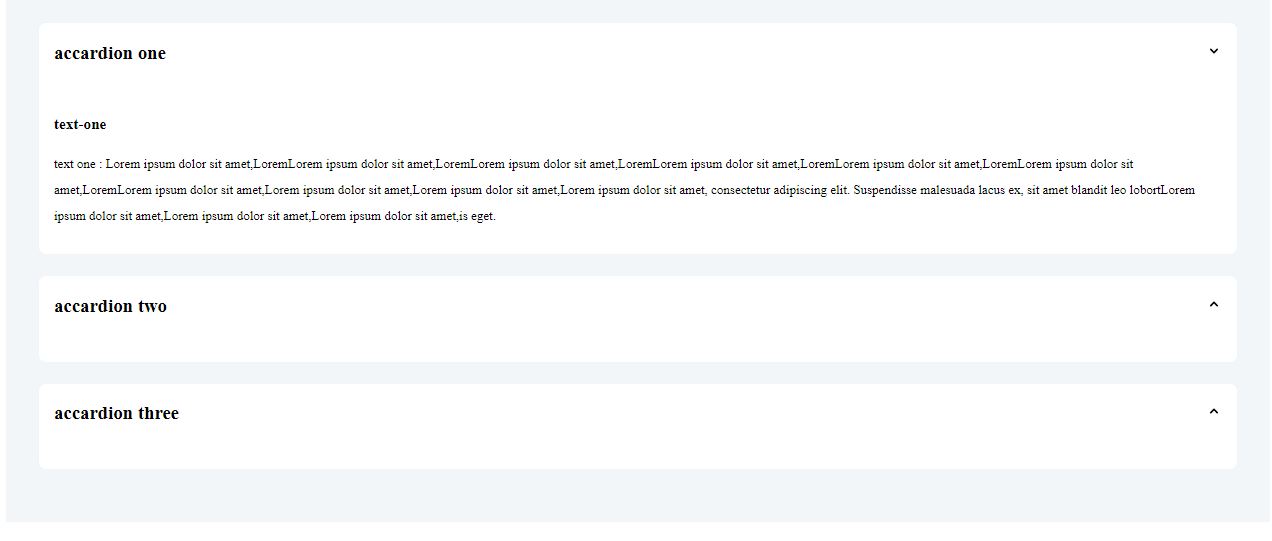 accardion one
text-one
text one : Lorem ipsum dolor sit amet,LoremLorem ipsum dolor sit amet,LoremLorem ipsum dolor sit amet,LoremLorem ipsum dolor sit amet,LoremLorem ipsum dolor sit amet,LoremLorem ipsum dolor sit
amet,LoremLorem ipsum dolor sit amet,Lorem ipsum dolor sit amet,Lorem ipsum dolor sit amet,Lorem ipsum dolor sit amet, consectetur adipiscing elit. Suspendisse malesuada lacus ex, sit amet blandit leo lobortLorem
ipsum dolor sit amet,Lorem ipsum dolor sit amet,Lorem ipsum dolor sit amet,is eget.
accardion two
accardion three